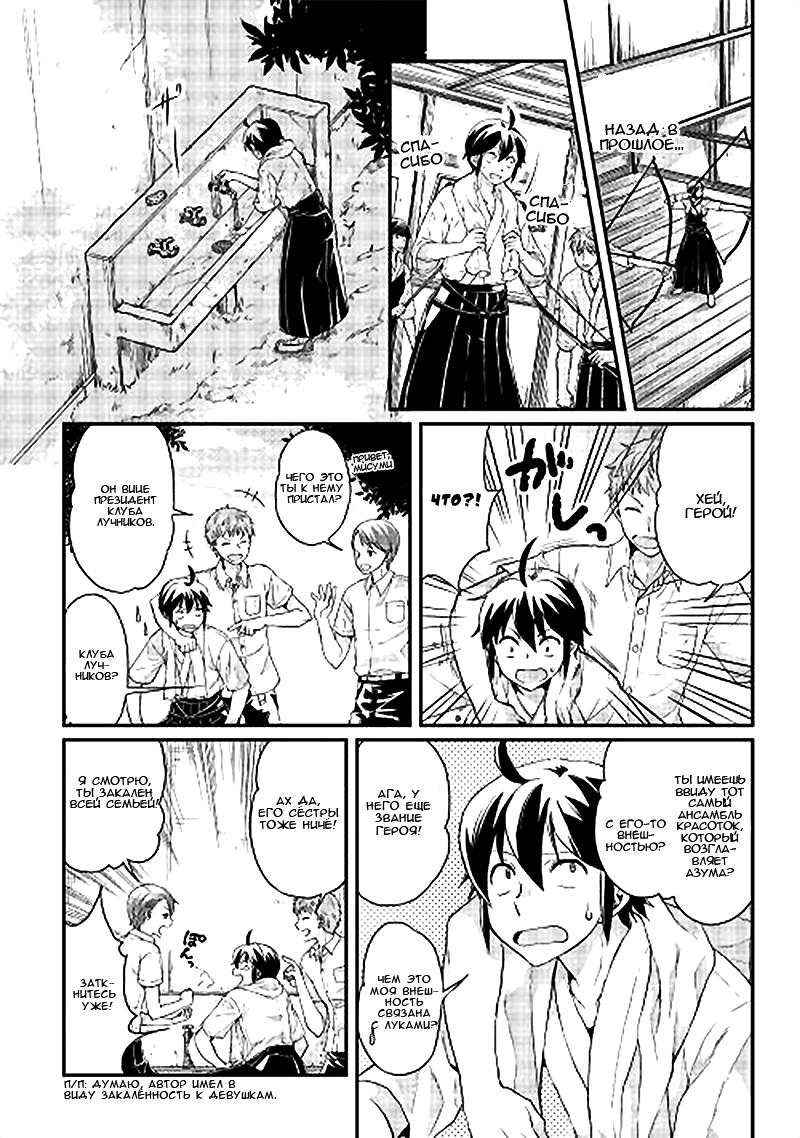 НАЗАД В
ПРОШЛОЕ...
СПА-
СИБО
СПА-
СИБО
ХЕЙ,
ГЕРОЙ!
ЧТО?!
がしっ
ПРИВЕТ,
МИСУМИ
ЧЕГО ЭТО
ТЫ К НЕМУ
ПРИСТАЛ?
ОН ВИЦЕ
ПРЕЗИДЕНТ
КЛУБА
ЛУЧНИКОВ.
КЛУБА
ЛУЧ-
НИКОВ?
ТЫ ИМЕЕШЬ
ВВИДУ ТОТ
САМЫЙ
АНСАМБЛЬ
КРАСОТОК,
КОТОРЫЙ
ВОЗГЛА-
ВЛЯЕТ
АЗУМА?
С ЕГО-ТО
ВНЕШ-
НОСТЬЮ?
АГА, У
НЕГО ЕЩЕ
ЗВАНИЕ
ГЕРОЯ!
ЧЕМ ЭТО
МОЯ ВНЕШ-
НОСТЬ
СВЯЗАНА
С ЛУКАМИ?
АХ ДА,
ЕГО СЁСТРЫ
ТОЖЕ НИЧЁ!
Я СМОТРЮ,
ТЫ ЗАКАЛЕН
ВСЕЙ СЕМЬЕЙ!
ЗАТК-
НИТЕСЬ
УЖЕ!
П/П: ДУМАЮ, АВТОР ИМЕЛ В
ВИДУ ЗАКАЛЁННОСТЬ К ДЕВУШКАМ.